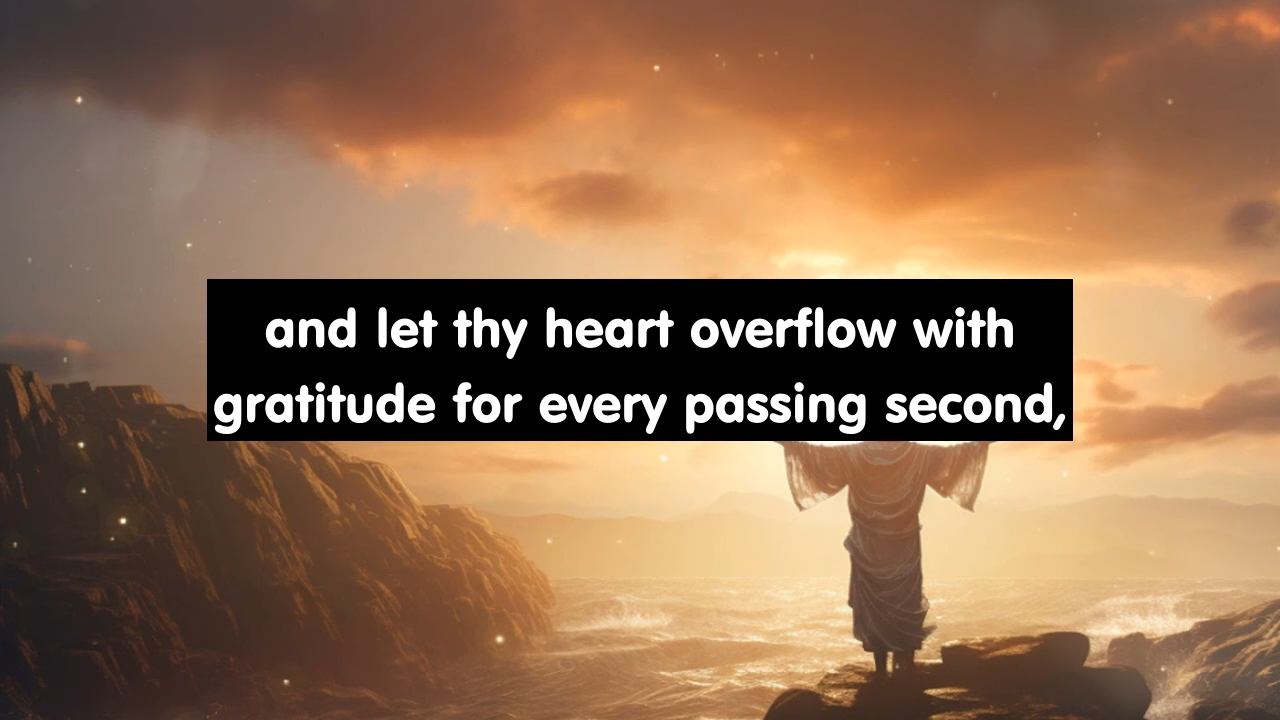 and let thy heart overflow with
gratitude for every passing second,